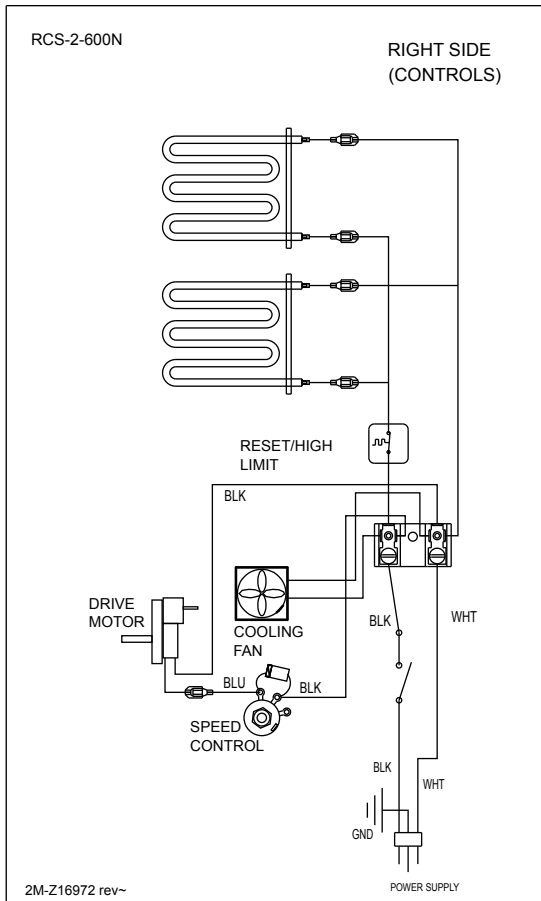 RCS-2-600N
RIGHT SIDE
(CONTROLS)
RESET/HIGH
LIMIT
BLK
DRIVE
MOTOR
COOLING
FAN
BLK
WHT
BLU
BLK
SPEED
CONTROL
BLK
WHT
GND
POWER SUPPLY
2M-Z16972 rev~